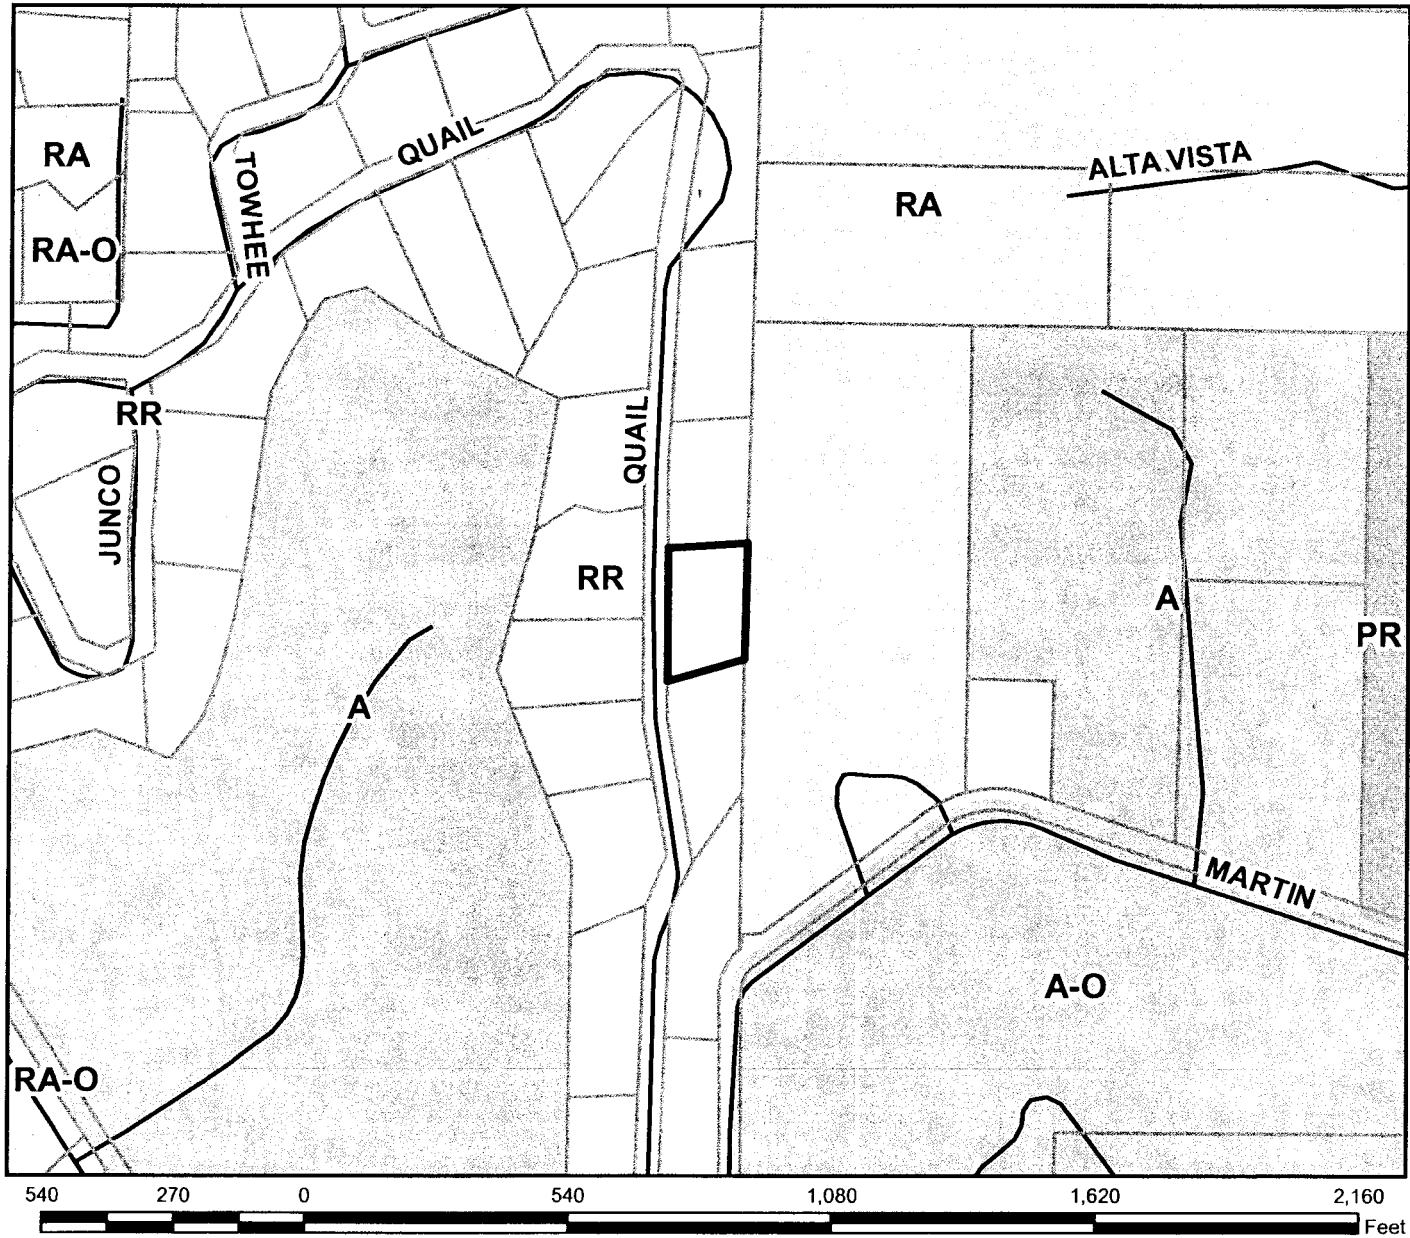 QUAIL
RA
TOWHEE
ALTA VISTA
RA
RA-O
RR
QUAIL
JUNCO
RR
A
PR
A
MARTIN
A-O
RA-O
540 270 0 540 1,080 1,620 2,160
Feet